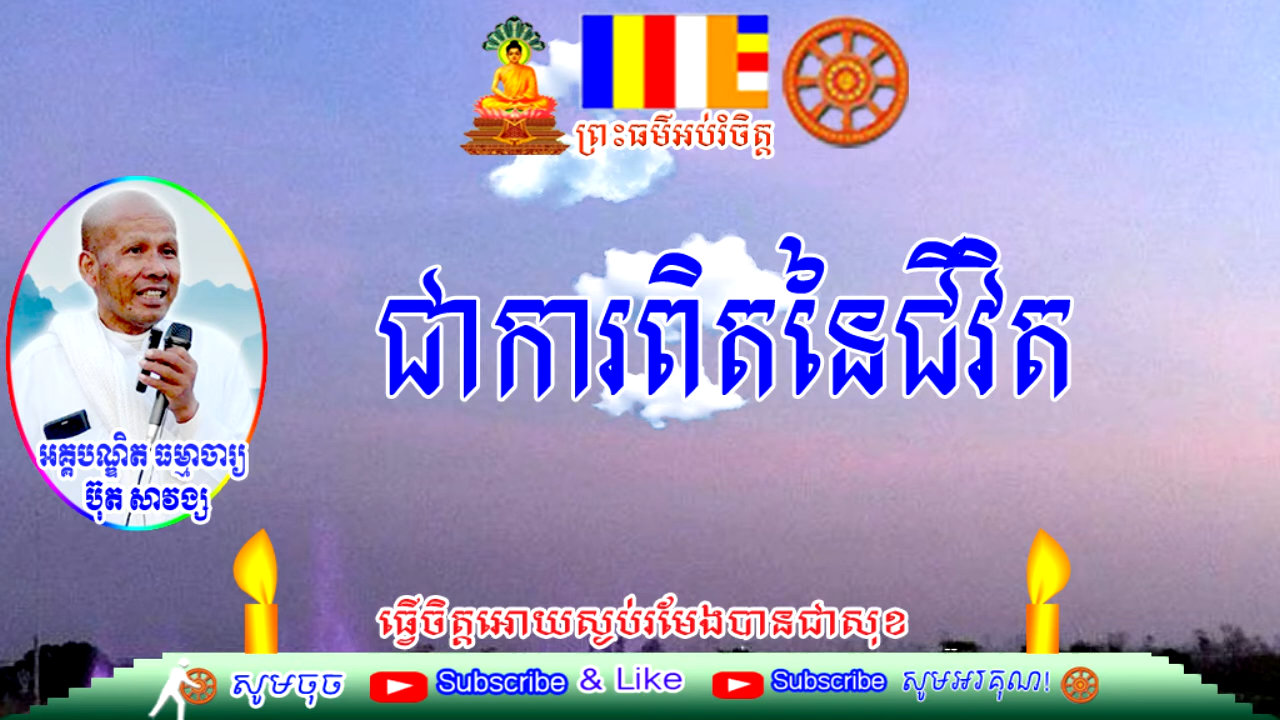 ព្រះធម៌អប់រំចិត្ត
ជាការពិតនៃជីវិត
អគ្គបណ្ឌិត ធម្មាចារ្យ
ប៊ុត សាវង្ស
ធ្វើចិត្តអោយស្ងប់រមែងបានជាសុខ
សូមចុច Subscribe & Like Subscribe សូមអរគុណ!